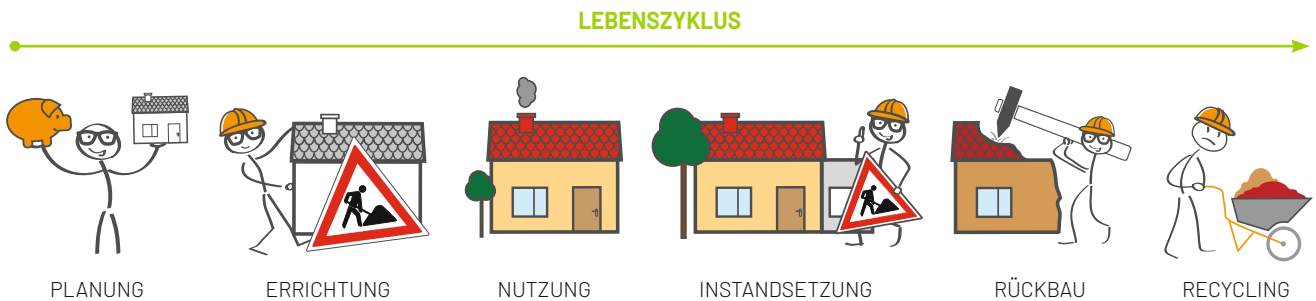 LEBENSZYKLUS
PLANUNG
ERRICHTUNG
NUTZUNG
INSTANDSETZUNG
RÜCKBAU
RECYCLING